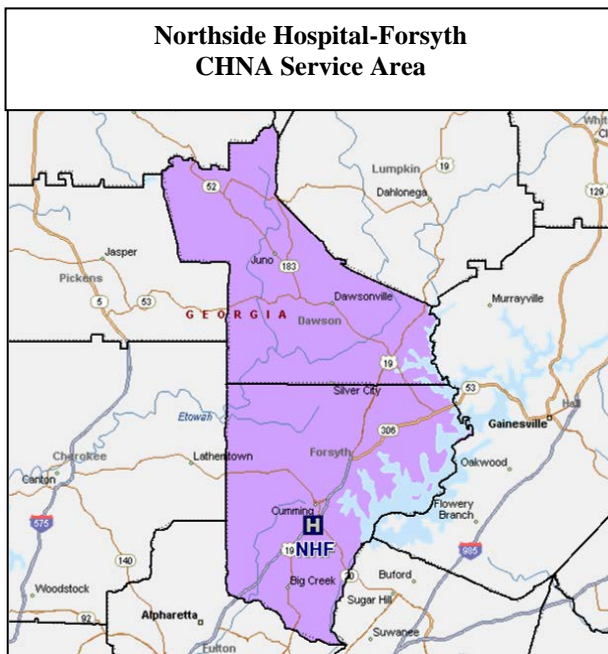 Northside Hospital-Forsyth
CHNA Service Area
19
Lumpkin
129
52
Dahlonega
Juno
Jasper
183
Pickens
Dawsonville
Murrayville
5
53
GEORGIA
Dawson
19
53
Silver City
Etowah
306
Gainesville
Hall
Forsyth
Lathemtown
Cherokee
Oakwood
Canton
Cumming
Flowery
Branch
H
575
19
NHF
985
140
20
Big Creek
Buford
Woodstock
Sugar Hill
92
Alpharetta
Suwanee
Fulton